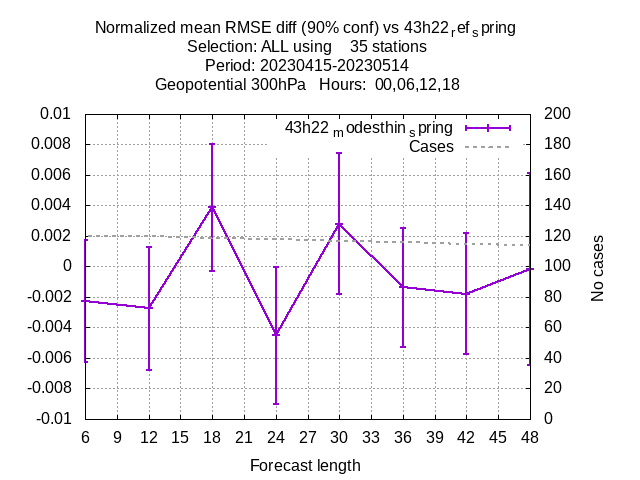 Normalized mean RMSE diff (90% conf) vs 43h22refspring
Selection: ALL using 35 stations
Period: 20230415-20230514
Geopotential 300hPa Hours: 00,06,12,18
0.01 200
43h22modesthinspring
0.008 180
Cases
0.006 160
0.004 140
0.002 120
0 100
-0.002 80
-0.004 60
-0.006 40
-0.008 20
-0.01 0
No cases
6 9 12 15 18 21 24 27 30 33 36 39 42 45 48
Forecast length